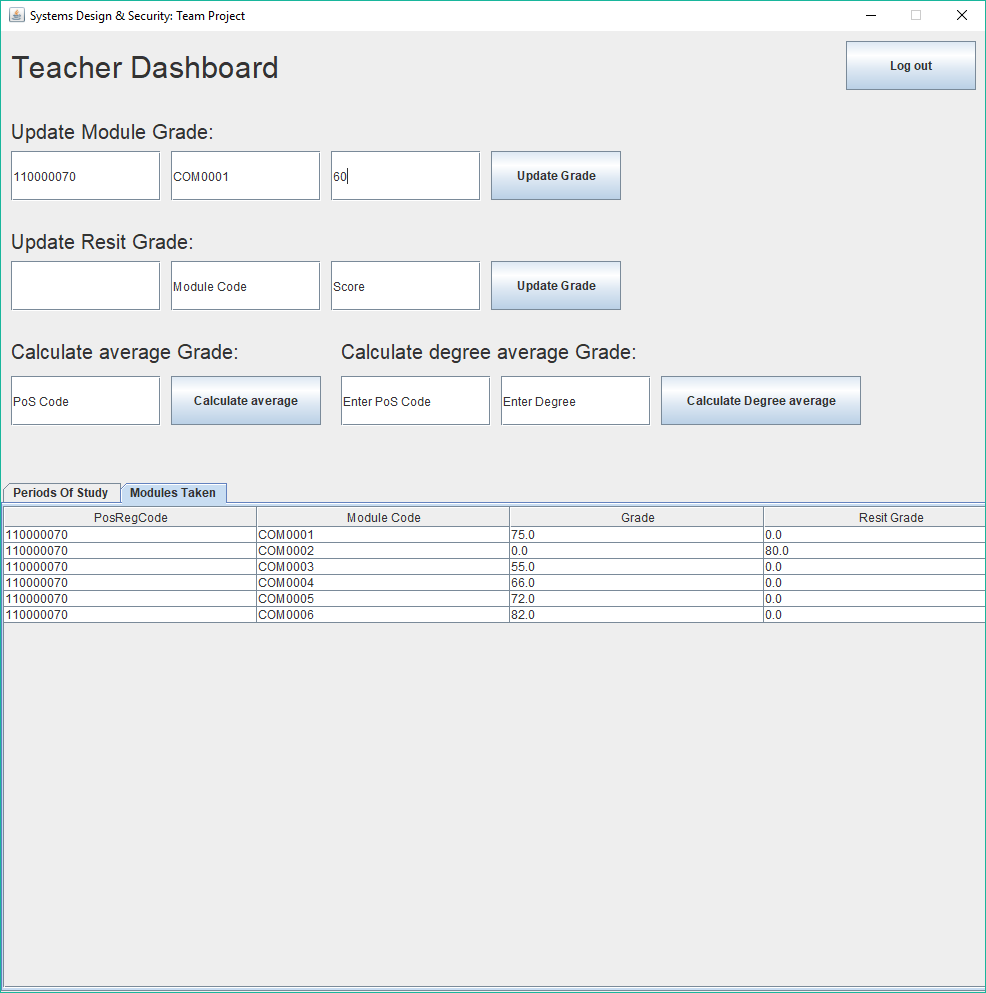 Systems Design & Security: Team Project
Teacher Dashboard
Log out
Update Module Grade:
110000070 COM0001 60 Update Grade
Update Resit Grade:
Module Code Score Update Grade
Calculate average Grade: Calculate degree average Grade:
PoS Code Calculate average Enter PoS Code Enter Degree Calculate Degree average
Periods Of Study Modules Taken
PosRegCode Module Code Grade Resit Grade
110000070 COM0001 75.0 0.0
110000070 COM0002 0.0 80.0
110000070 COM0003 55.0 0.0
110000070 COM0004 66.0 0.0
110000070 COM0005 72.0 0.0
110000070 COM0006 82.0 0.0